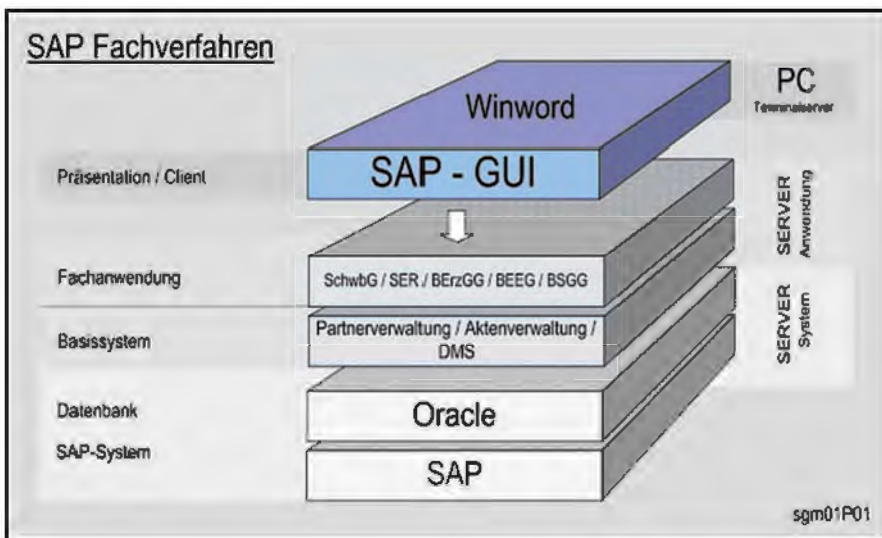 SAP Fachverfahren
Winword
PC
Terminalserver
Präsentation / Client
SAP - GUI
SERVER
Anwendung
Fachanwendung
SchwbG / SER / BErzGG / BEEG / BSGG
Basissystem
Partnerverwaltung / Aktenverwaltung /
DMS
SERVER
System
Datenbank
Oracle
SAP-System
SAP
sgm01P01